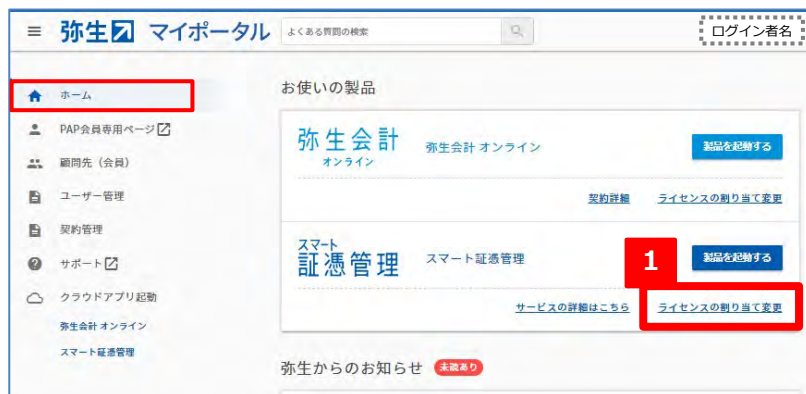 弥生 マイポータル
よくある質問の検索
ログイン者名
ホーム
PAP会員専用ページ
顧問先（会員）
ユーザー管理
契約管理
サポート
クラウドアプリ起動
弥生会計 オンライン
スマート証憑管理
お使いの製品
弥生会計
オンライン
弥生会計 オンライン
製品を起動する
契約詳細
ライセンスの割り当て変更
スマート
証憑管理
スマート証憑管理
1
製品を起動する
サービスの詳細はこちら
ライセンスの割り当て変更
弥生からのお知らせ 未読あり